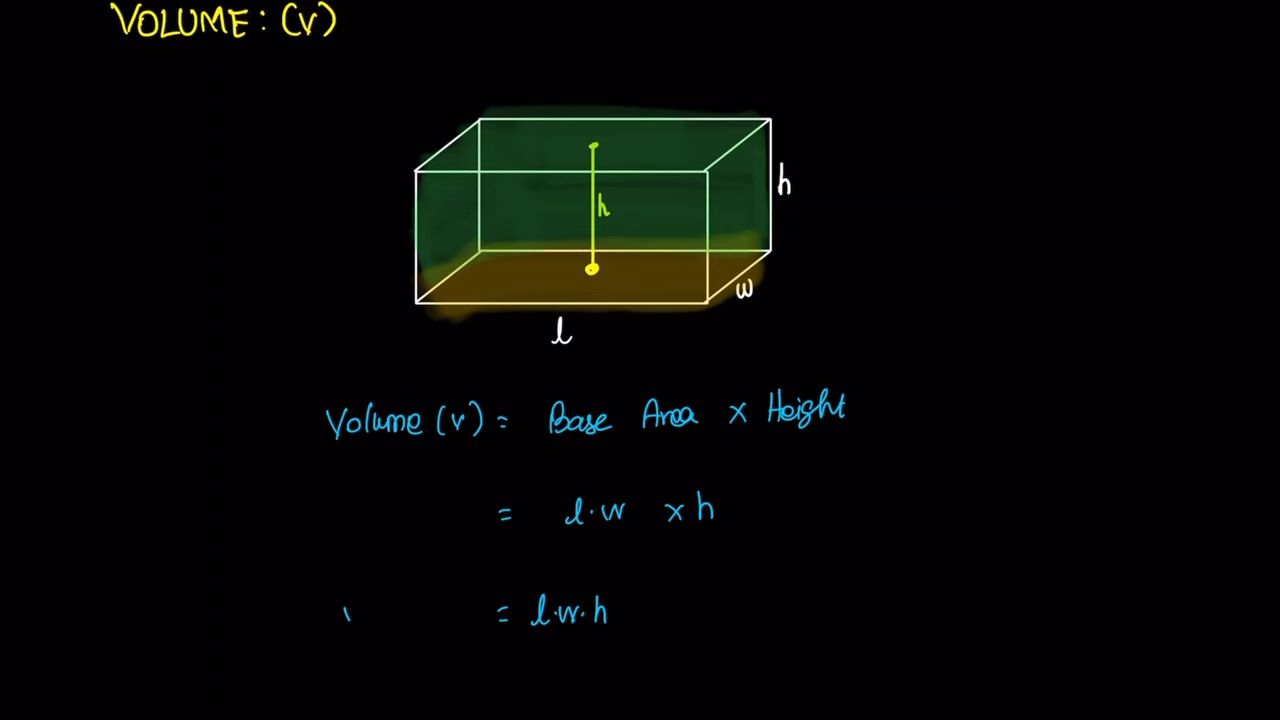 VOLUME: (V)
h
h
w
l
Volume (v) = Base Area x Height
= l·w x h
= l·w·h